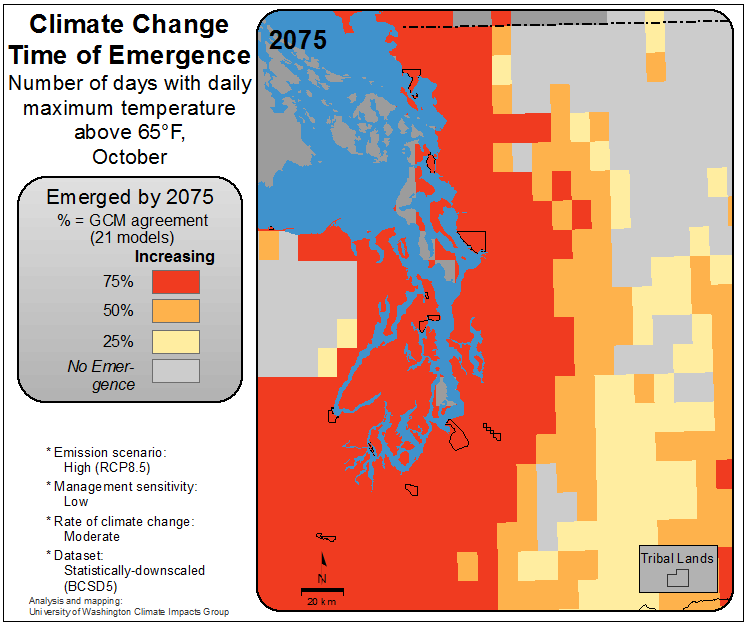 Climate Change
Time of Emergence
Number of days with daily
maximum temperature
above 65°F,
October
2075
Emerged by 2075
% = GCM agreement
(21 models)
Increasing
75%
50%
25%
No Emer-
gence
* Emission scenario:
High (RCP8.5)
* Management sensitivity:
Low
* Rate of climate change:
Moderate
* Dataset:
Statistically-downscaled
(BCSD5)
Analysis and mapping:
University of Washington Climate Impacts Group
N
20 km
Tribal Lands